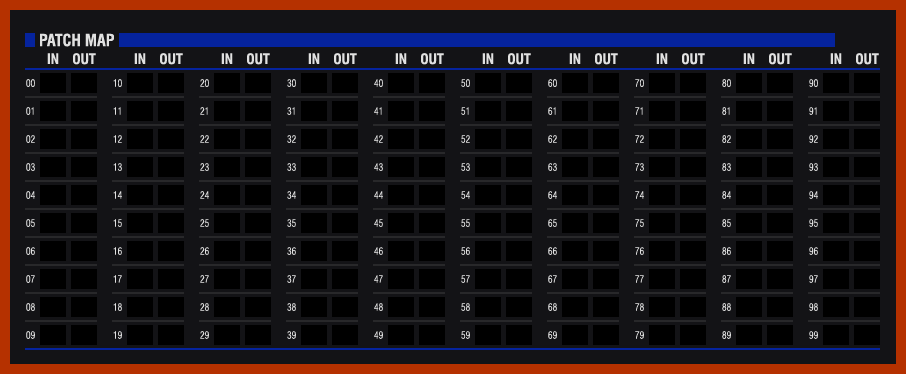 PATCH MAP
IN OUT IN OUT IN OUT IN OUT IN OUT IN OUT IN OUT IN OUT IN OUT IN OUT
00 10 20 30 40 50 60 70 80 90
01 11 21 31 41 51 61 71 81 91
02 12 22 32 42 52 62 72 82 92
03 13 23 33 43 53 63 73 83 93
04 14 24 34 44 54 64 74 84 94
05 15 25 35 45 55 65 75 85 95
06 16 26 36 46 56 66 76 86 96
07 17 27 37 47 57 67 77 87 97
08 18 28 38 48 58 68 78 88 98
09 19 29 39 49 59 69 79 89 99